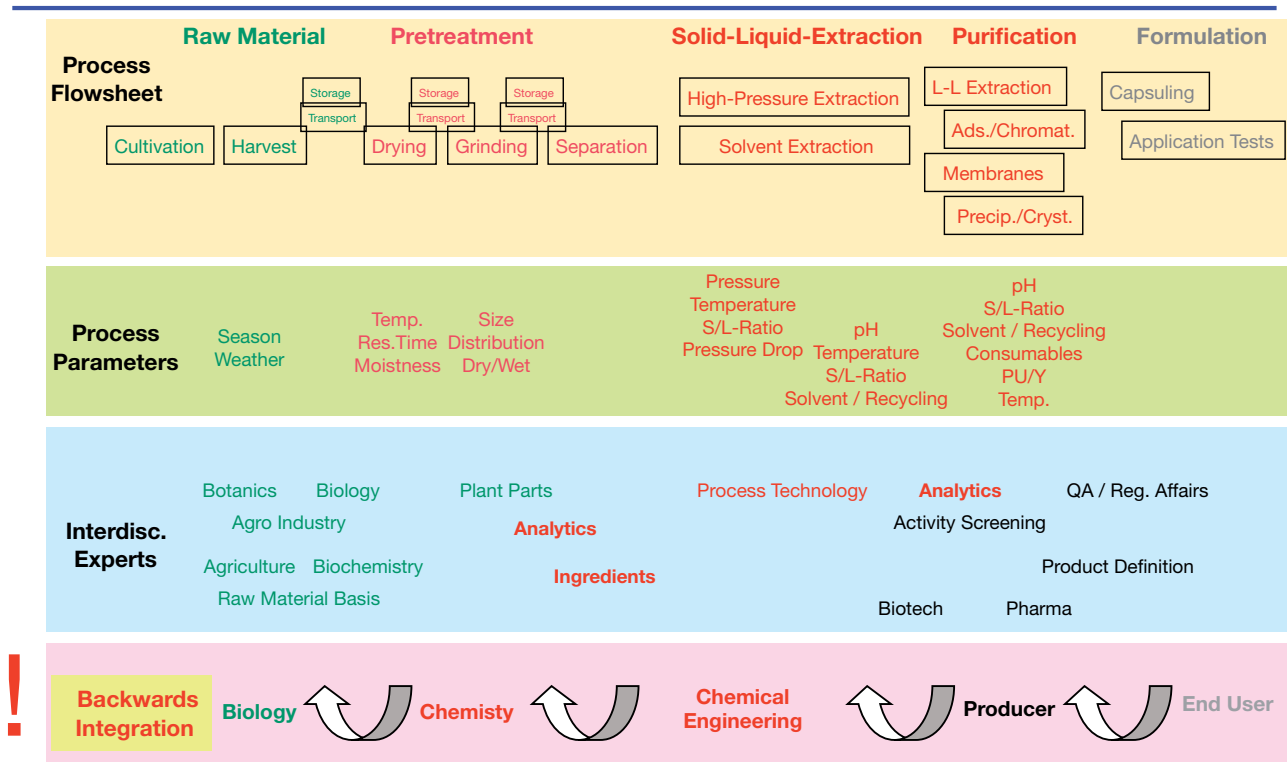 Raw Material
Pretreatment
Solid-Liquid-Extraction
Purification
Formulation
Process
Flowsheet
Storage
Transport
Storage
Transport
Storage
Transport
Cultivation
Harvest
Drying
Grinding
Separation
High-Pressure Extraction
Solvent Extraction
L-L Extraction
Ads./Chromat.
Membranes
Precip./Cryst.
Capsuling
Application Tests
Process
Parameters
Season
Weather
Temp.
Res.Time
Moistness
Size
Distribution
Dry/Wet
Pressure
Temperature
S/L-Ratio
Pressure Drop
pH
Temperature
S/L-Ratio
Solvent / Recycling
pH
S/L-Ratio
Solvent / Recycling
Consumables
PU/Y
Temp.
Interdisc.
Experts
Botanics
Biology
Plant Parts
Agro Industry
Analytics
Agriculture
Biochemistry
Ingredients
Raw Material Basis
Process Technology
Analytics
QA / Reg. Affairs
Activity Screening
Product Definition
Biotech
Pharma
!
Backwards
Integration
Biology
Chemisty
Chemical
Engineering
Producer
End User